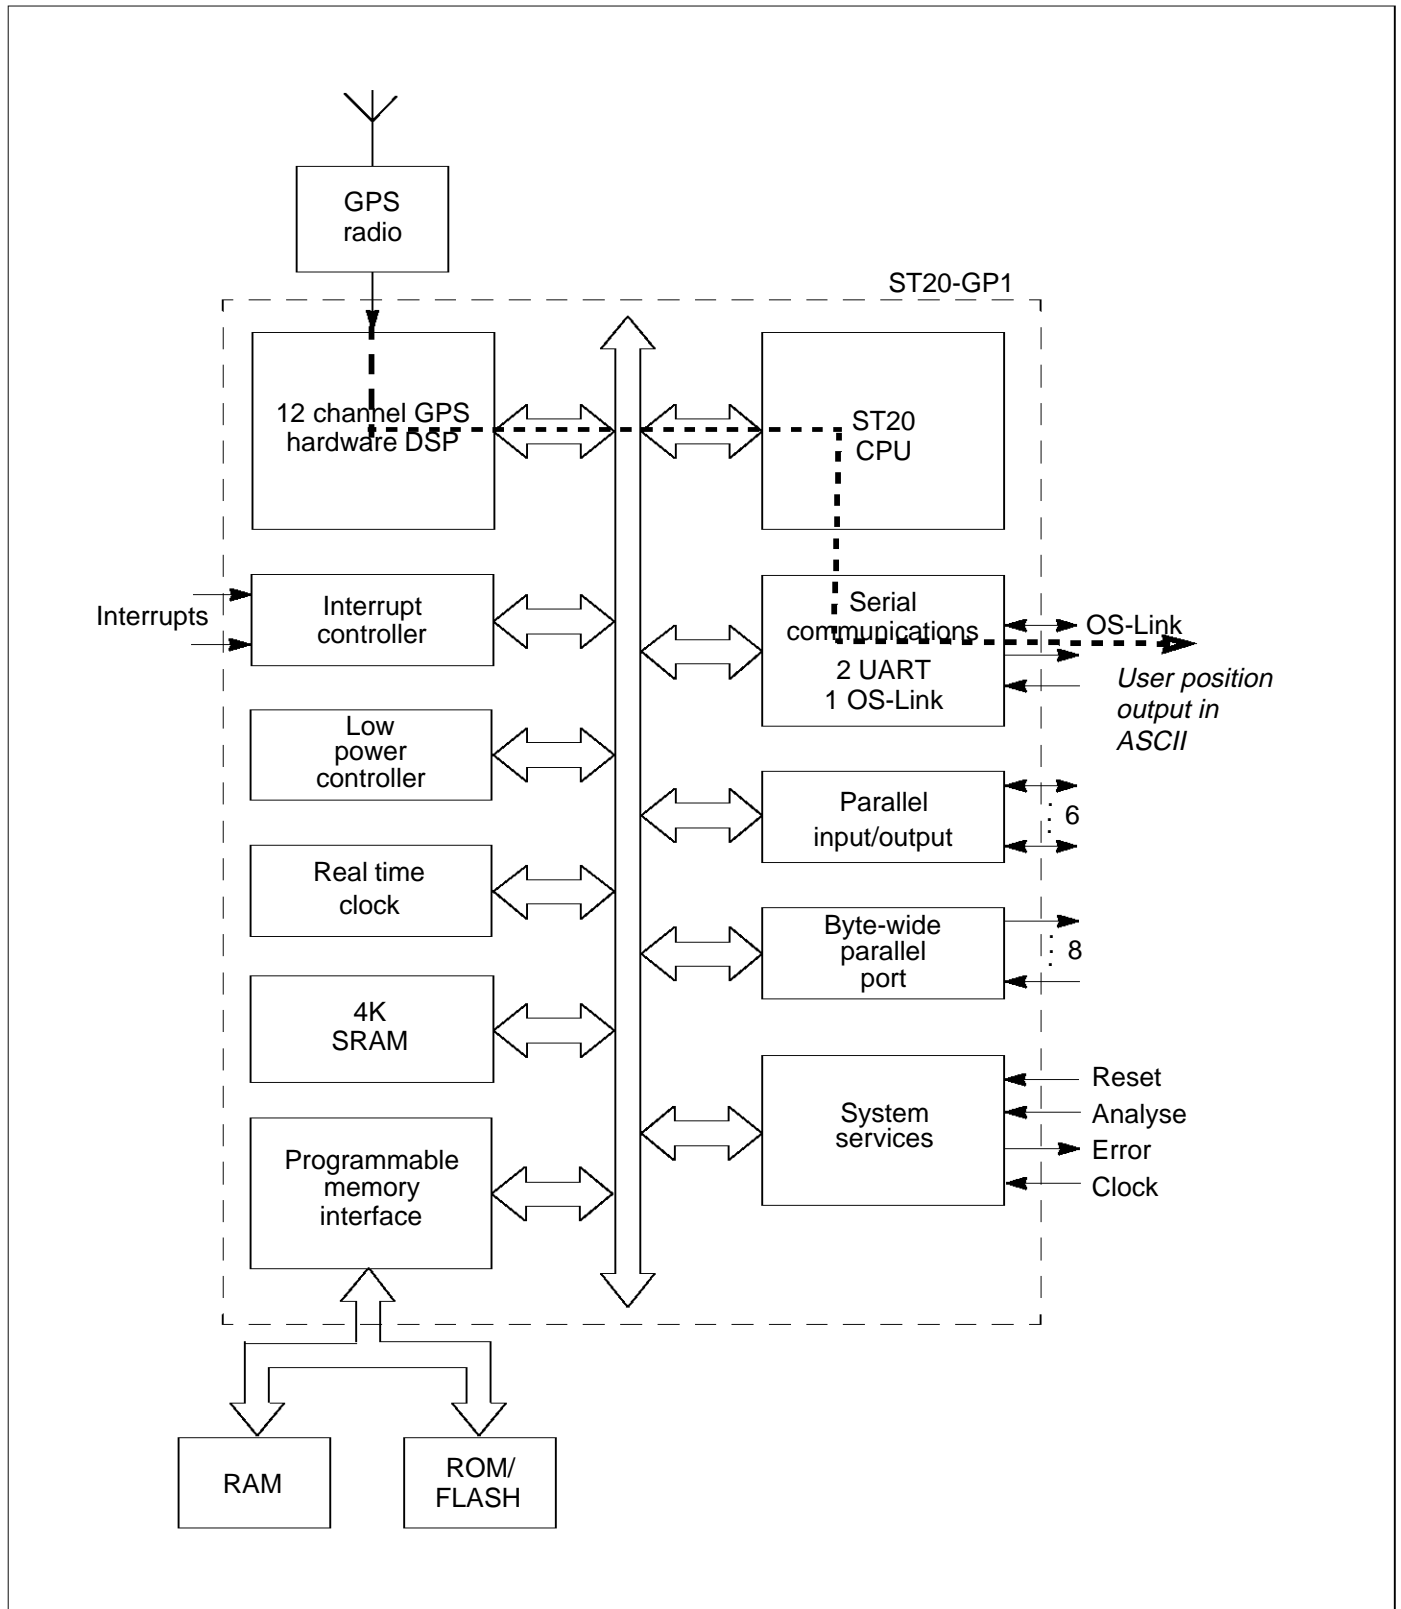 GPS
radio
ST20-GP1
12 channel GPS
hardware DSP
ST20
CPU
Interrupts
Interrupt
controller
Serial
communications
2 UART
1 OS-Link
OS-Link
User position
output in
ASCII
Low
power
controller
Parallel
input/output
6
Real time
clock
Byte-wide
parallel
port
8
4K
SRAM
System
services
Reset
Analyse
Error
Clock
Programmable
memory
interface
RAM
ROM/
FLASH